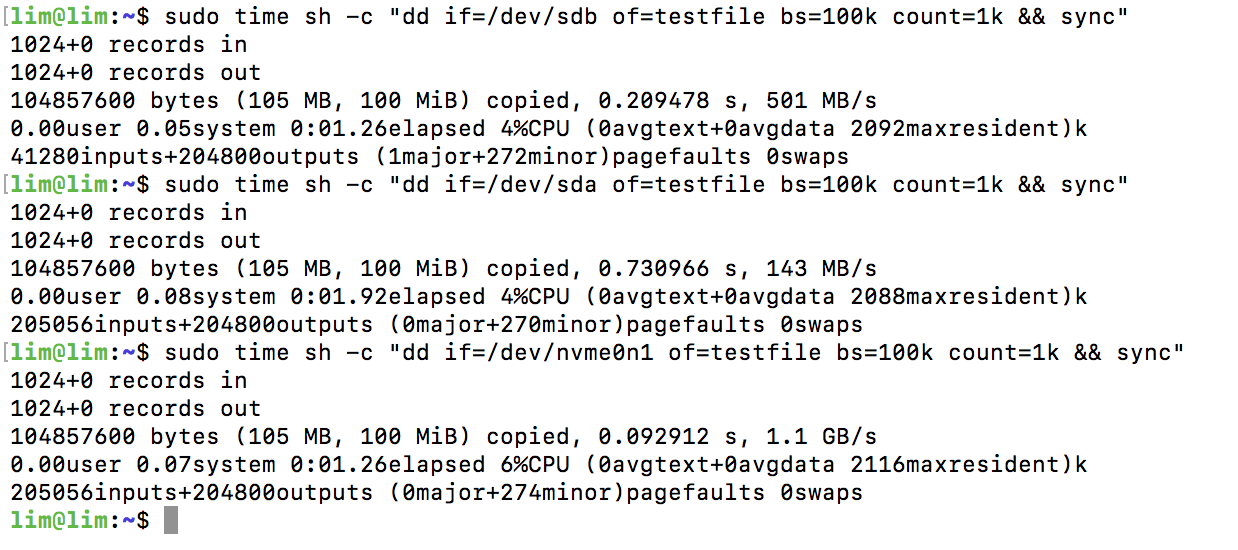 [lim@lim:~$ sudo time sh -c "dd if=/dev/sdb of=testfile bs=100k count=1k && sync"
1024+0 records in
1024+0 records out
104857600 bytes (105 MB, 100 MiB) copied, 0.209478 s, 501 MB/s
0.00user 0.05system 0:01.26elapsed 4%CPU (0avgtext+0avgdata 2092maxresident)k
41280inputs+204800outputs (1major+272minor)pagefaults 0swaps
[lim@lim:~$ sudo time sh -c "dd if=/dev/sda of=testfile bs=100k count=1k && sync"
1024+0 records in
1024+0 records out
104857600 bytes (105 MB, 100 MiB) copied, 0.730966 s, 143 MB/s
0.00user 0.08system 0:01.92elapsed 4%CPU (0avgtext+0avgdata 2088maxresident)k
205056inputs+204800outputs (0major+270minor)pagefaults 0swaps
[lim@lim:~$ sudo time sh -c "dd if=/dev/nvme0n1 of=testfile bs=100k count=1k && sync"
1024+0 records in
1024+0 records out
104857600 bytes (105 MB, 100 MiB) copied, 0.092912 s, 1.1 GB/s
0.00user 0.07system 0:01.26elapsed 6%CPU (0avgtext+0avgdata 2116maxresident)k
205056inputs+204800outputs (0major+274minor)pagefaults 0swaps
lim@lim:~$